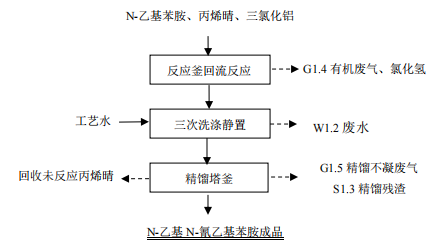 N-乙基苯胺、丙烯腈、三氯化铝
反应釜回流反应
G1.4 有机废气、氯化氢
工艺水
三次洗涤静置
W1.2 废水
回收未反应丙烯腈
精馏塔釜
G1.5 精馏不凝废气
S1.3 精馏残渣
N-乙基 N-氰乙基苯胺成品